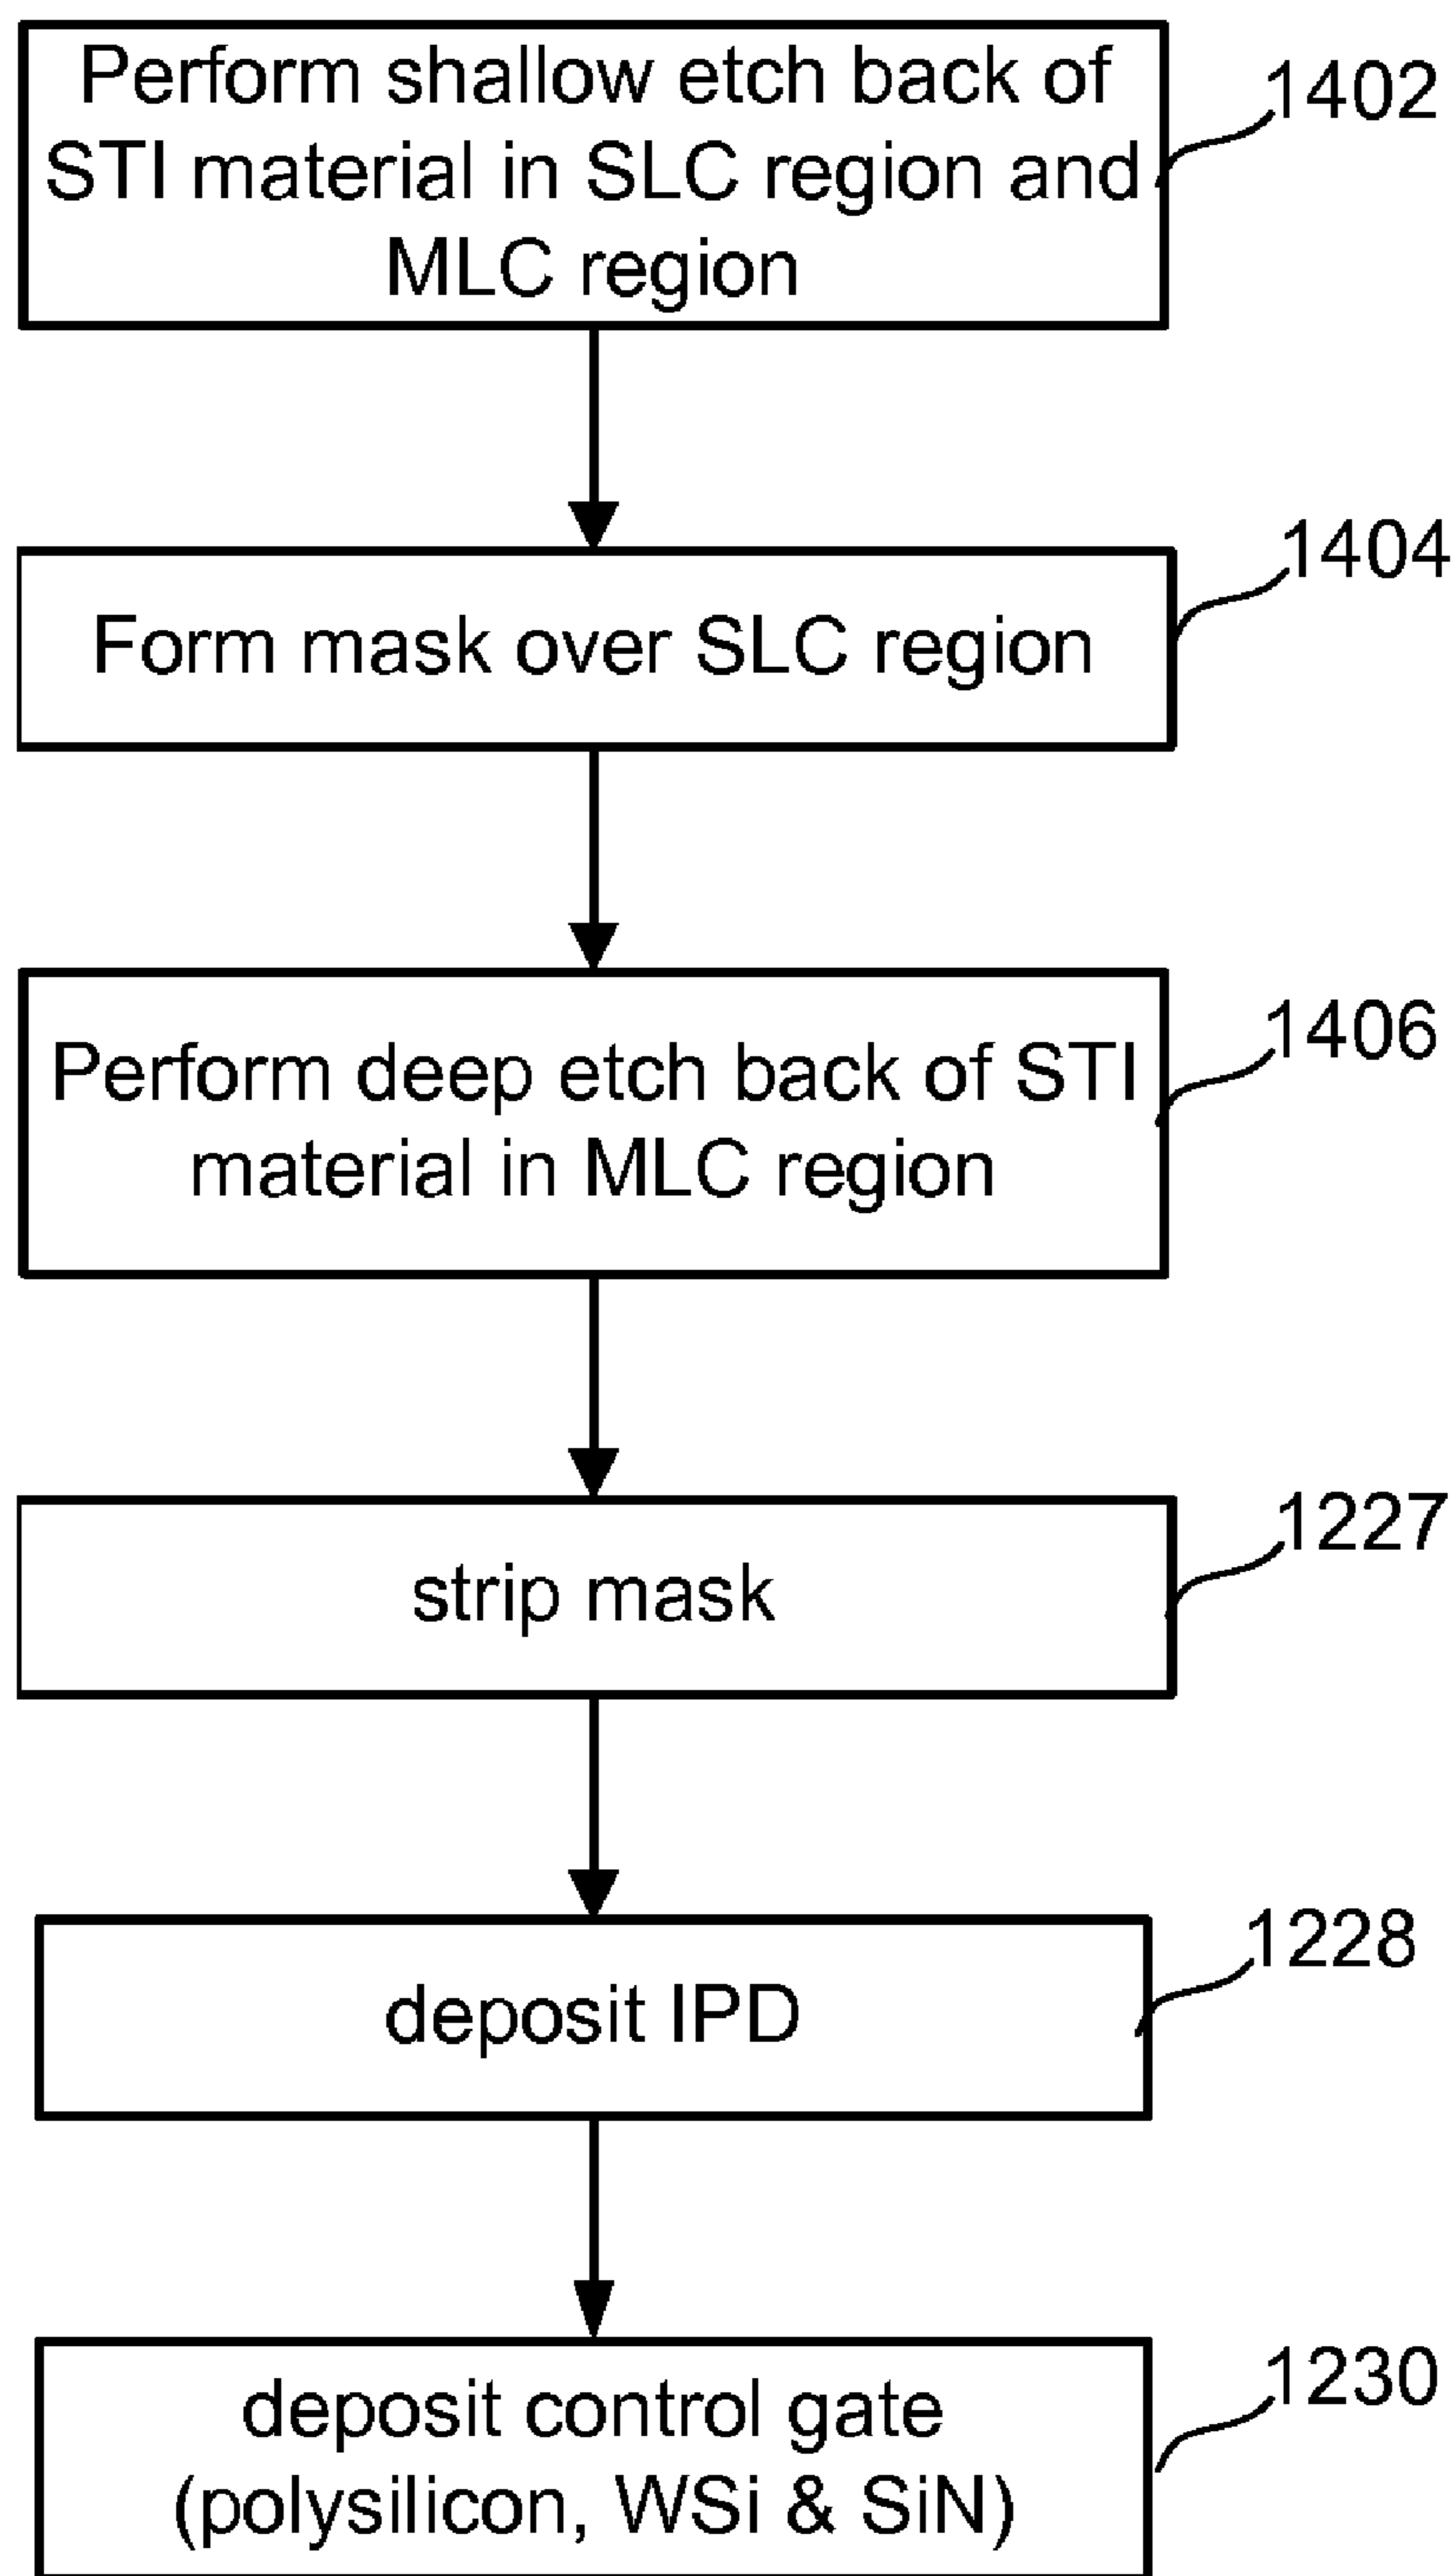 Perform shallow etch back of
STI material in SLC region and
MLC region
1402
Form mask over SLC region
1404
Perform deep etch back of STI
material in MLC region
1406
strip mask
1227
deposit IPD
1228
deposit control gate
(polysilicon, WSi & SiN)
1230